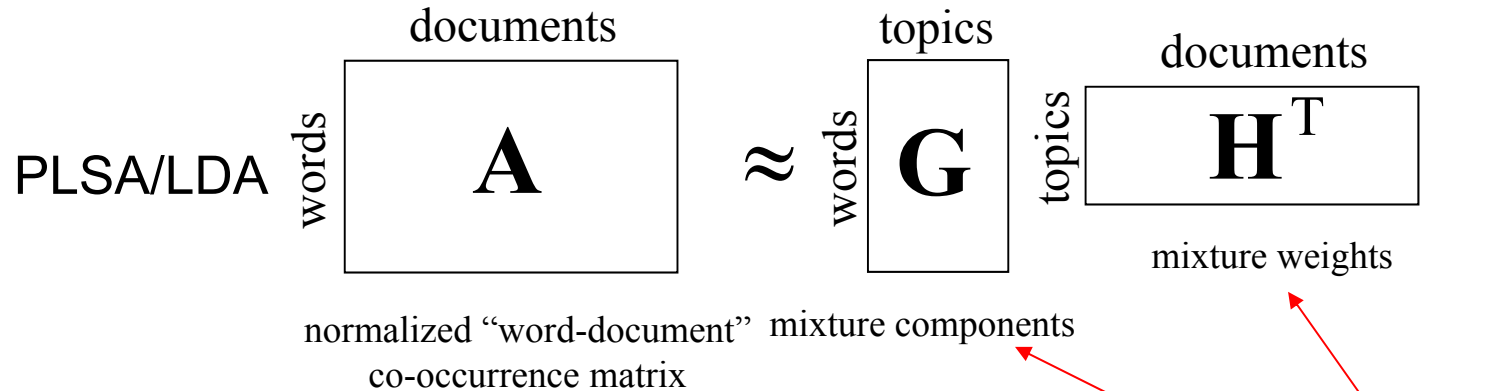 documents
topics
documents
PLSA/LDA
words
A
≈
words
G
topics
H^T
mixture weights
normalized “word-document”
co-occurrence matrix
mixture components